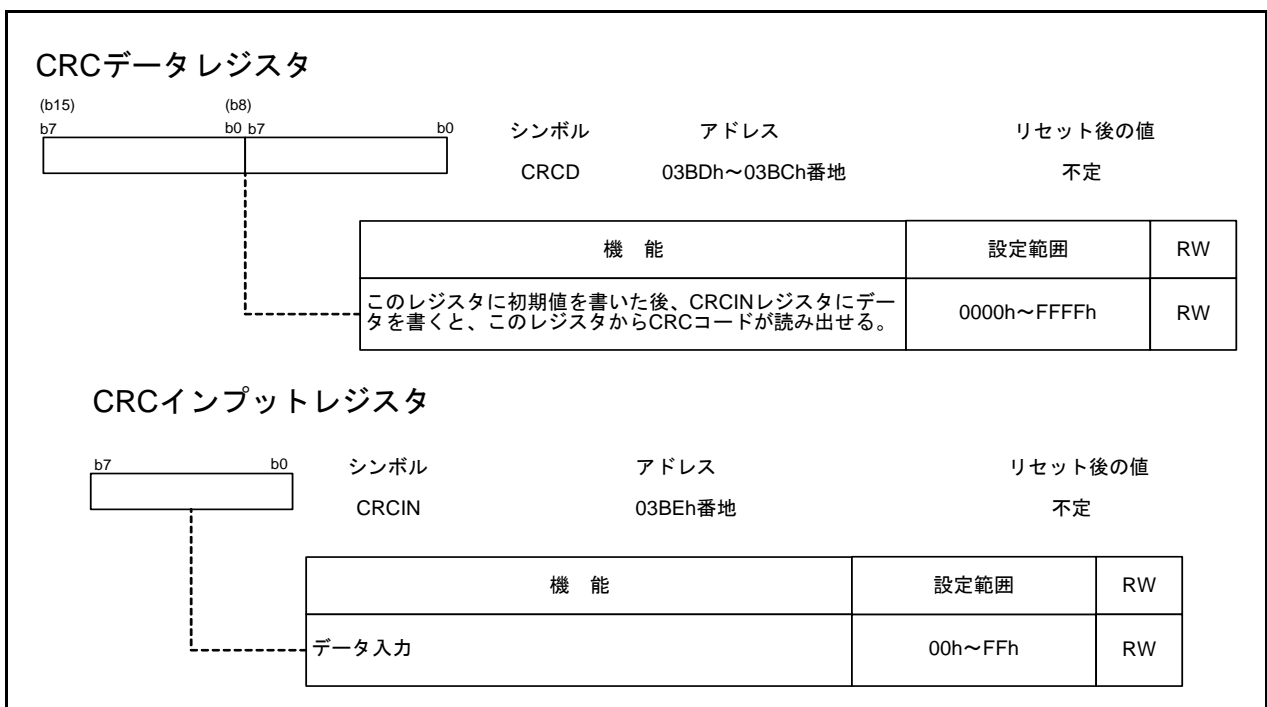 CRCデータレジスタ
(b15) (b8)
b7 b0 b7 b0 シンボル アドレス リセット後の値
CRCD 03BDh～03BCh番地 不定
機 能 設定範囲 RW
このレジスタに初期値を書いた後、CRCINレジスタにデー
タを書くと、このレジスタからCRCコードが読み出せる。 0000h～FFFFh RW
CRCインプットレジスタ
b7 b0 シンボル アドレス リセット後の値
CRCIN 03BEh番地 不定
機 能 設定範囲 RW
データ入力 00h～FFh RW